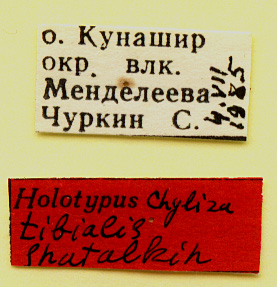 о. Кунашир
окр. влк.
Менделеева
Чуркин С.
4.VII
1985
Holotypus Chyliza
tibialis
Shatalkin